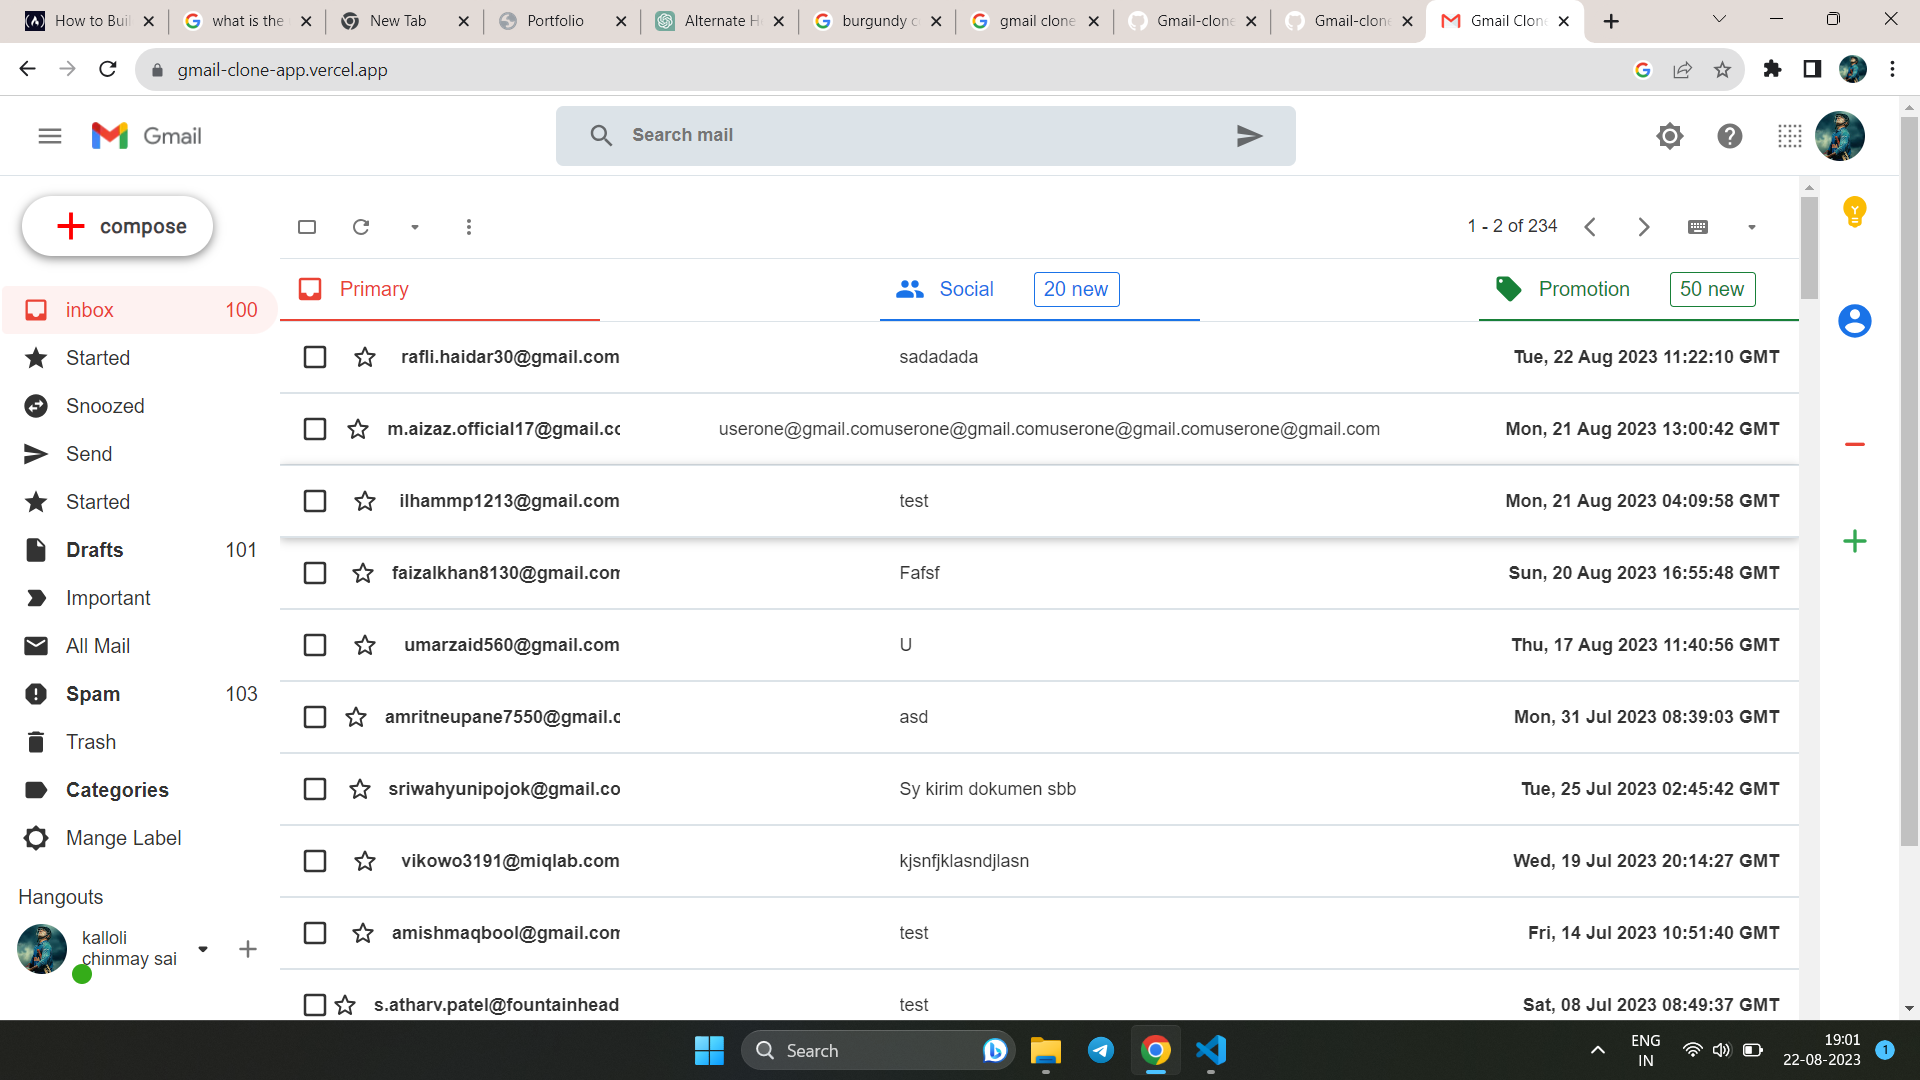 How to Buil
what is the
New Tab
Portfolio
Alternate H
burgundy c
gmail clone
Gmail-clone
Gmail-clone
Gmail Clone
gmail-clone-app.vercel.app
Gmail
Search mail
compose
1 - 2 of 234
Primary
Social
20 new
Promotion
50 new
inbox 100
Started
Snoozed
Send
Started
Drafts 101
Important
All Mail
Spam 103
Trash
Categories
Mange Label
Hangouts
kalloli
chinmay sai
rafli.haidar30@gmail.com sadadada Tue, 22 Aug 2023 11:22:10 GMT
m.aizaz.official17@gmail.co userone@gmail.comuserone@gmail.comuserone@gmail.comuserone@gmail.com Mon, 21 Aug 2023 13:00:42 GMT
ilhammp1213@gmail.com test Mon, 21 Aug 2023 04:09:58 GMT
faizalkhan8130@gmail.com Fafsf Sun, 20 Aug 2023 16:55:48 GMT
umarzaid560@gmail.com U Thu, 17 Aug 2023 11:40:56 GMT
amritneupane7550@gmail.c asd Mon, 31 Jul 2023 08:39:03 GMT
sriwahyunipojok@gmail.co Sy kirim dokumen sbb Tue, 25 Jul 2023 02:45:42 GMT
vikowo3191@miqlab.com kjsnfjklasndjlasn Wed, 19 Jul 2023 20:14:27 GMT
amishmaqbool@gmail.com test Fri, 14 Jul 2023 10:51:40 GMT
s.atharv.patel@fountainhead test Sat, 08 Jul 2023 08:49:37 GMT
Search
ENG
IN
19:01
22-08-2023
1